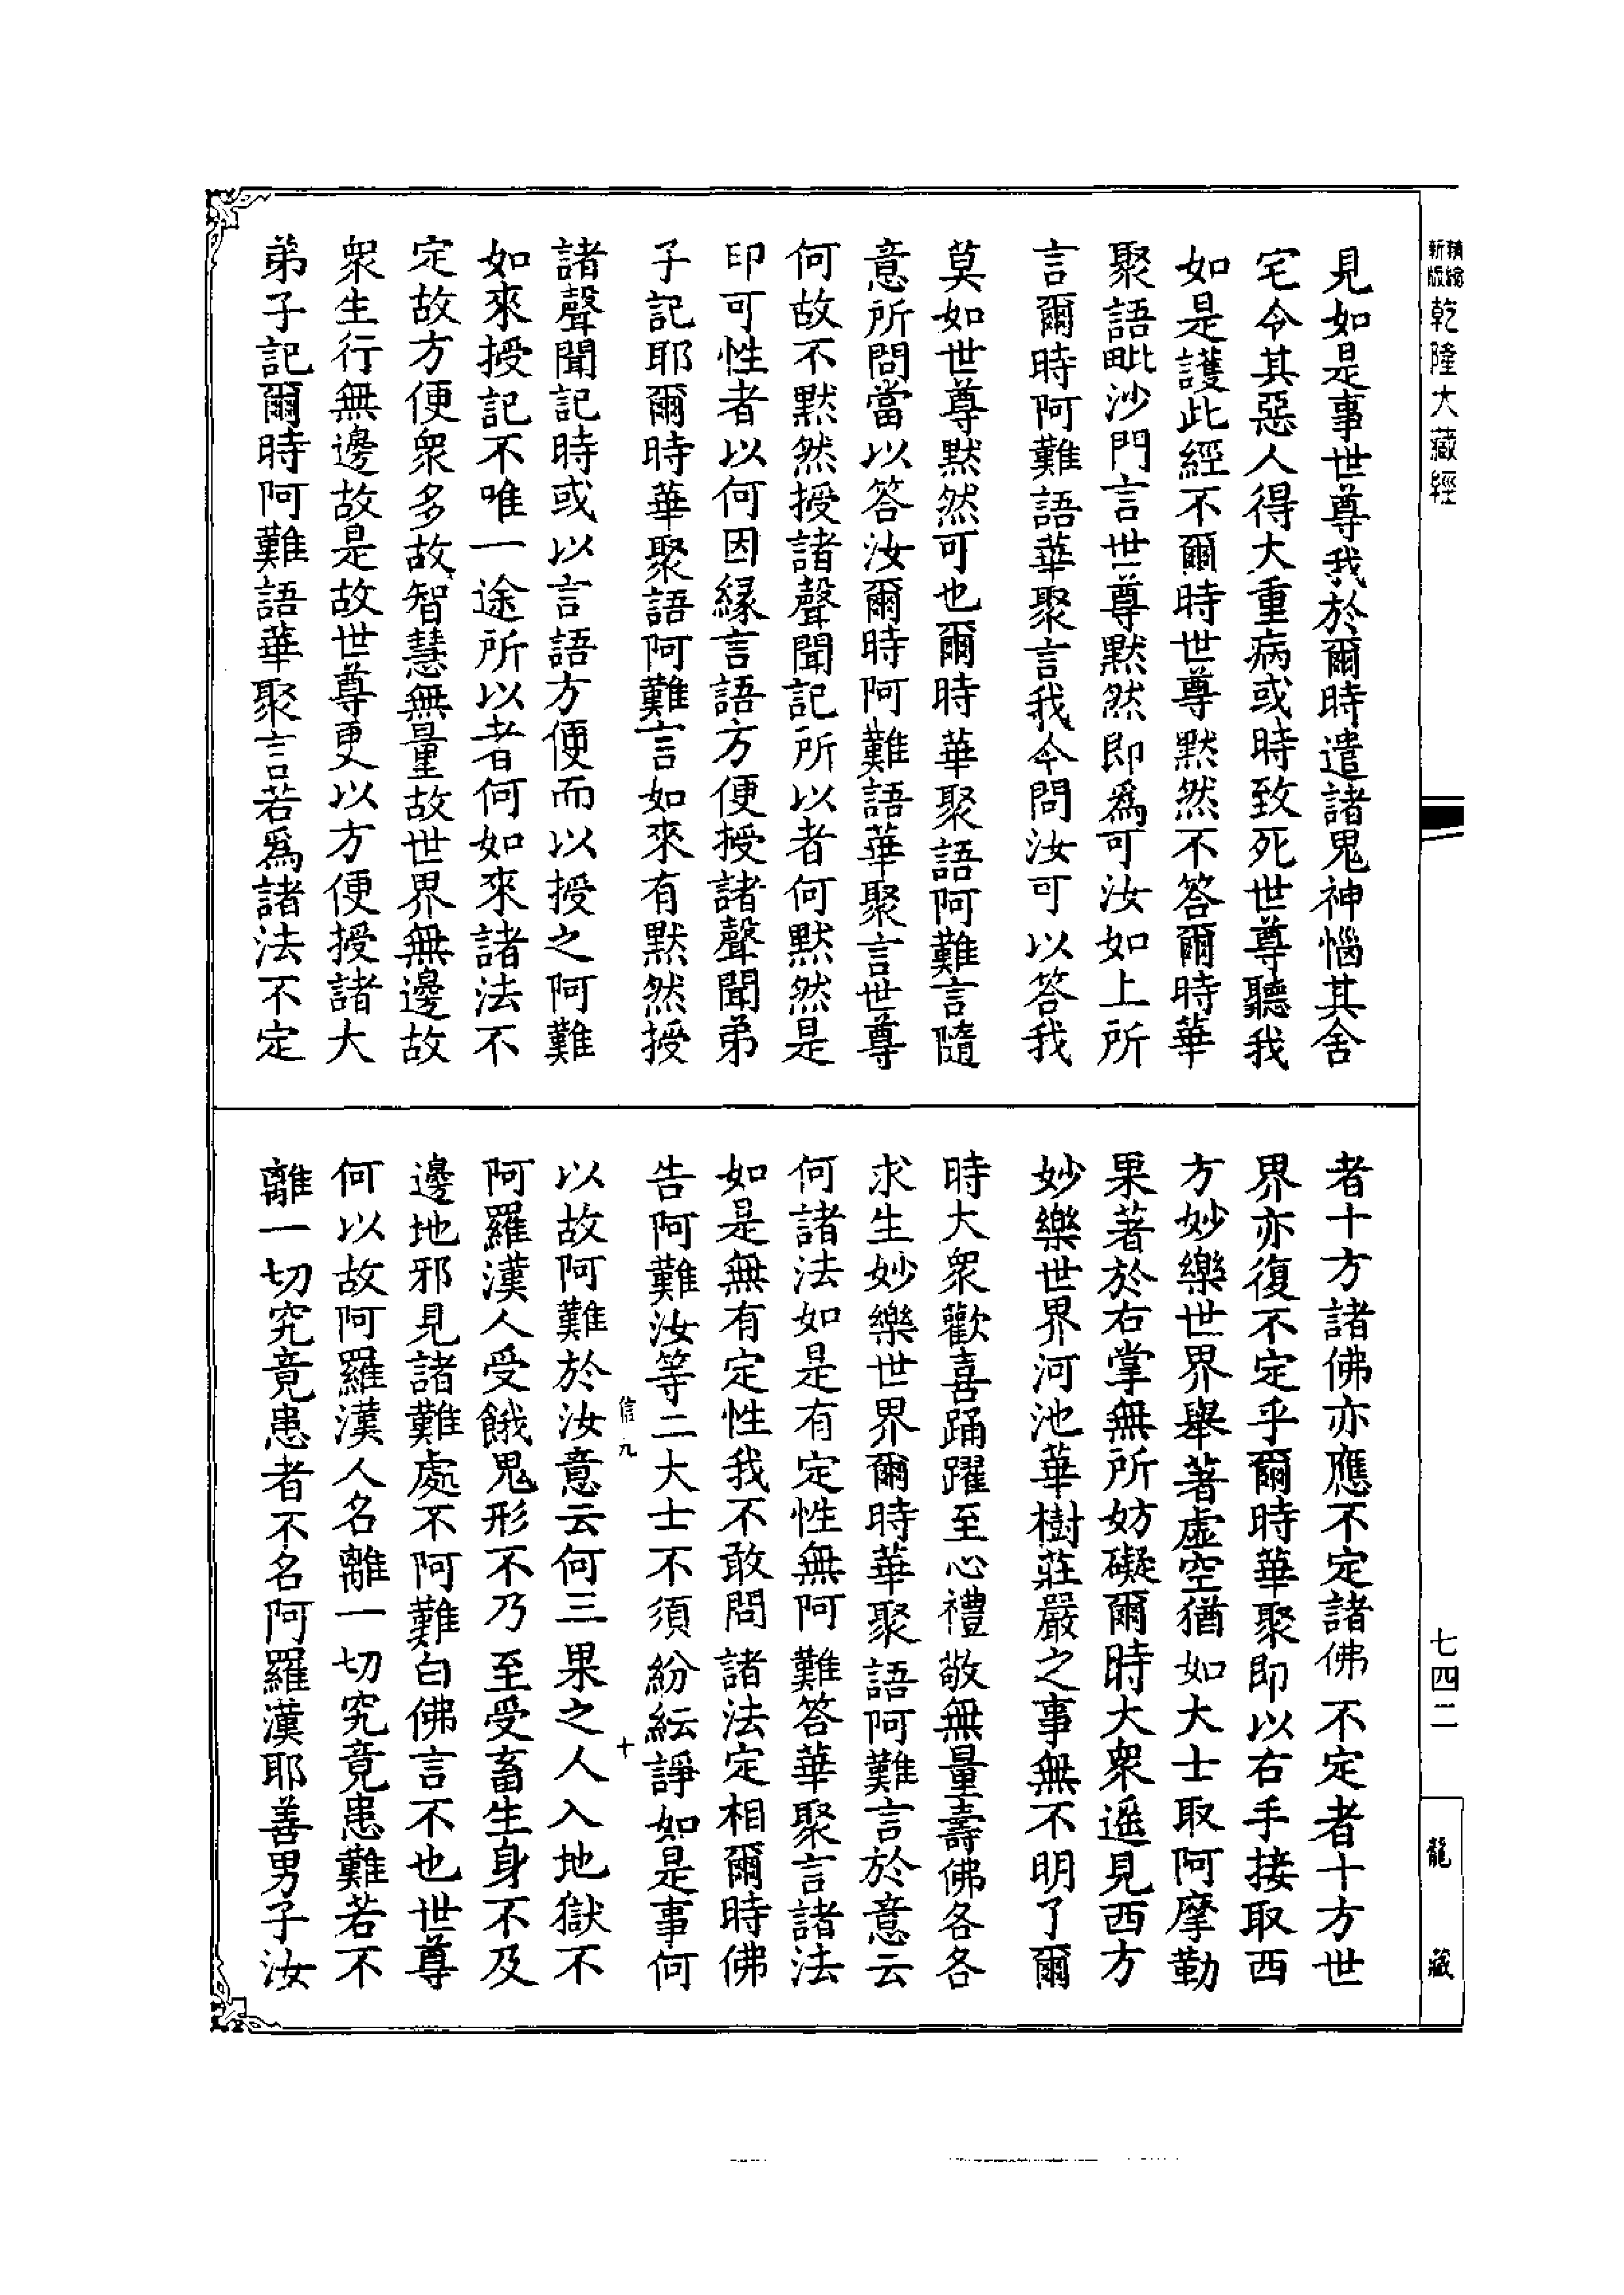 精縮
新版
乾隆大藏經
七四二
龍藏
見如是事世尊我於爾時遣諸鬼神惱其舍
宅令其惡人得大重病或時致死世尊聽我
如是護此經不爾時世尊默然不答爾時華
聚語毗沙門言世尊默然即爲可汝如上所
言爾時阿難語華聚言我今問汝可以答我
莫如世尊默然可也爾時華聚語阿難言隨
意所問當以答汝爾時阿難語華聚言世尊
何故不默然授諸聲聞記所以者何默然是
印可性者以何因緣言語方便授諸聲聞弟
子記耶爾時華聚語阿難言如來有默然授
諸聲聞記時或以言語方便而以授之阿難
如來授記不唯一途所以者何如來諸法不
定故方便衆多故智慧無量故世界無邊故
衆生行無邊故是故世尊更以方便授諸大
弟子記爾時阿難語華聚言若爲諸法不定
者十方諸佛亦應不定諸佛不定者十方世
界亦復不定乎爾時華聚即以右手接取西
方妙樂世界舉著虛空猶如大士取阿摩勒
果著於右掌無所妨礙爾時大衆遥見西方
妙樂世界河池華樹莊嚴之事無不明了爾
時大衆歡喜踊躍至心禮敬無量壽佛各各
求生妙樂世界爾時華聚語阿難言於意云
何諸法如是有定性無阿難答華聚言諸法
如是無有定性我不敢問諸法定相爾時佛
告阿難汝等二大士不須紛紜諍如是事何
信九
十
以故阿難於汝意云何三果之人入地獄不
阿羅漢人受餓鬼形不乃至受畜生身不及
邊地邪見諸難處不阿難白佛言不也世尊
何以故阿羅漢人名離一切究竟患難若不
離一切究竟患者不名阿羅漢耶善男子汝